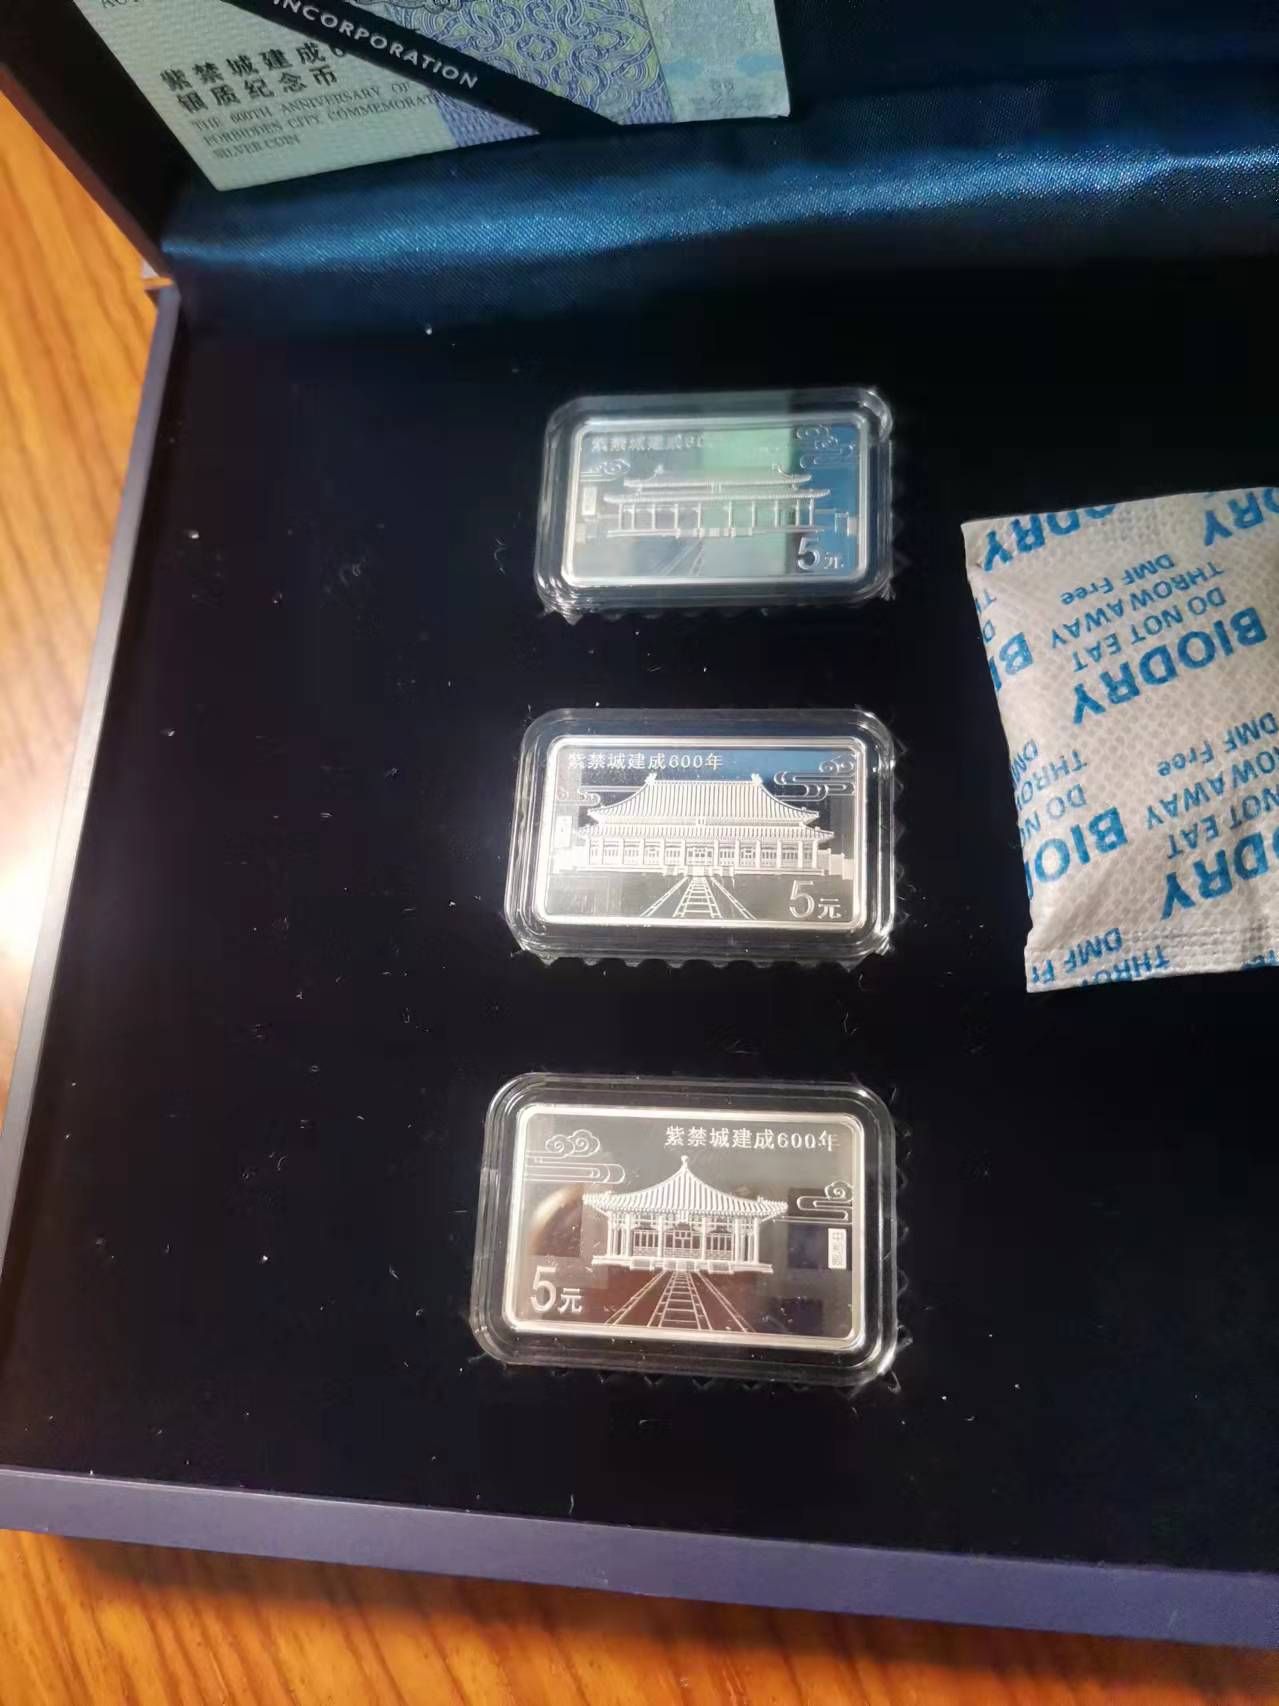 INCORPORATION
紫禁城建成6
银质纪念币
THE 600TH ANNIVERSARY OF
FORBIDDEN CITY COMMEMORAT
SILVER COIN
紫禁城建成60
5元
紫禁城建成600年
5元
紫禁城建成600年
中和殿
5元
BIODRY
DMF Free
THROW AWAY
DO NOT EAT
BIODRY
DMF Free
THROW AWAY
DO NOT EAT
BIODRY